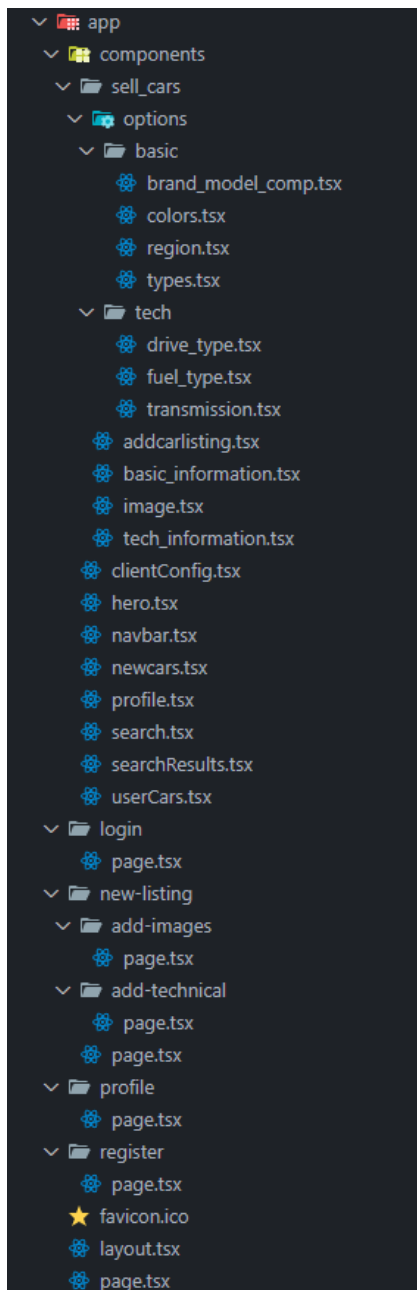 app
components
sell_cars
options
basic
brand_model_comp.tsx
colors.tsx
region.tsx
types.tsx
tech
drive_type.tsx
fuel_type.tsx
transmission.tsx
addcarlisting.tsx
basic_information.tsx
image.tsx
tech_information.tsx
clientConfig.tsx
hero.tsx
navbar.tsx
newcars.tsx
profile.tsx
search.tsx
searchResults.tsx
userCars.tsx
login
page.tsx
new-listing
add-images
page.tsx
add-technical
page.tsx
page.tsx
profile
page.tsx
register
page.tsx
favicon.ico
layout.tsx
page.tsx